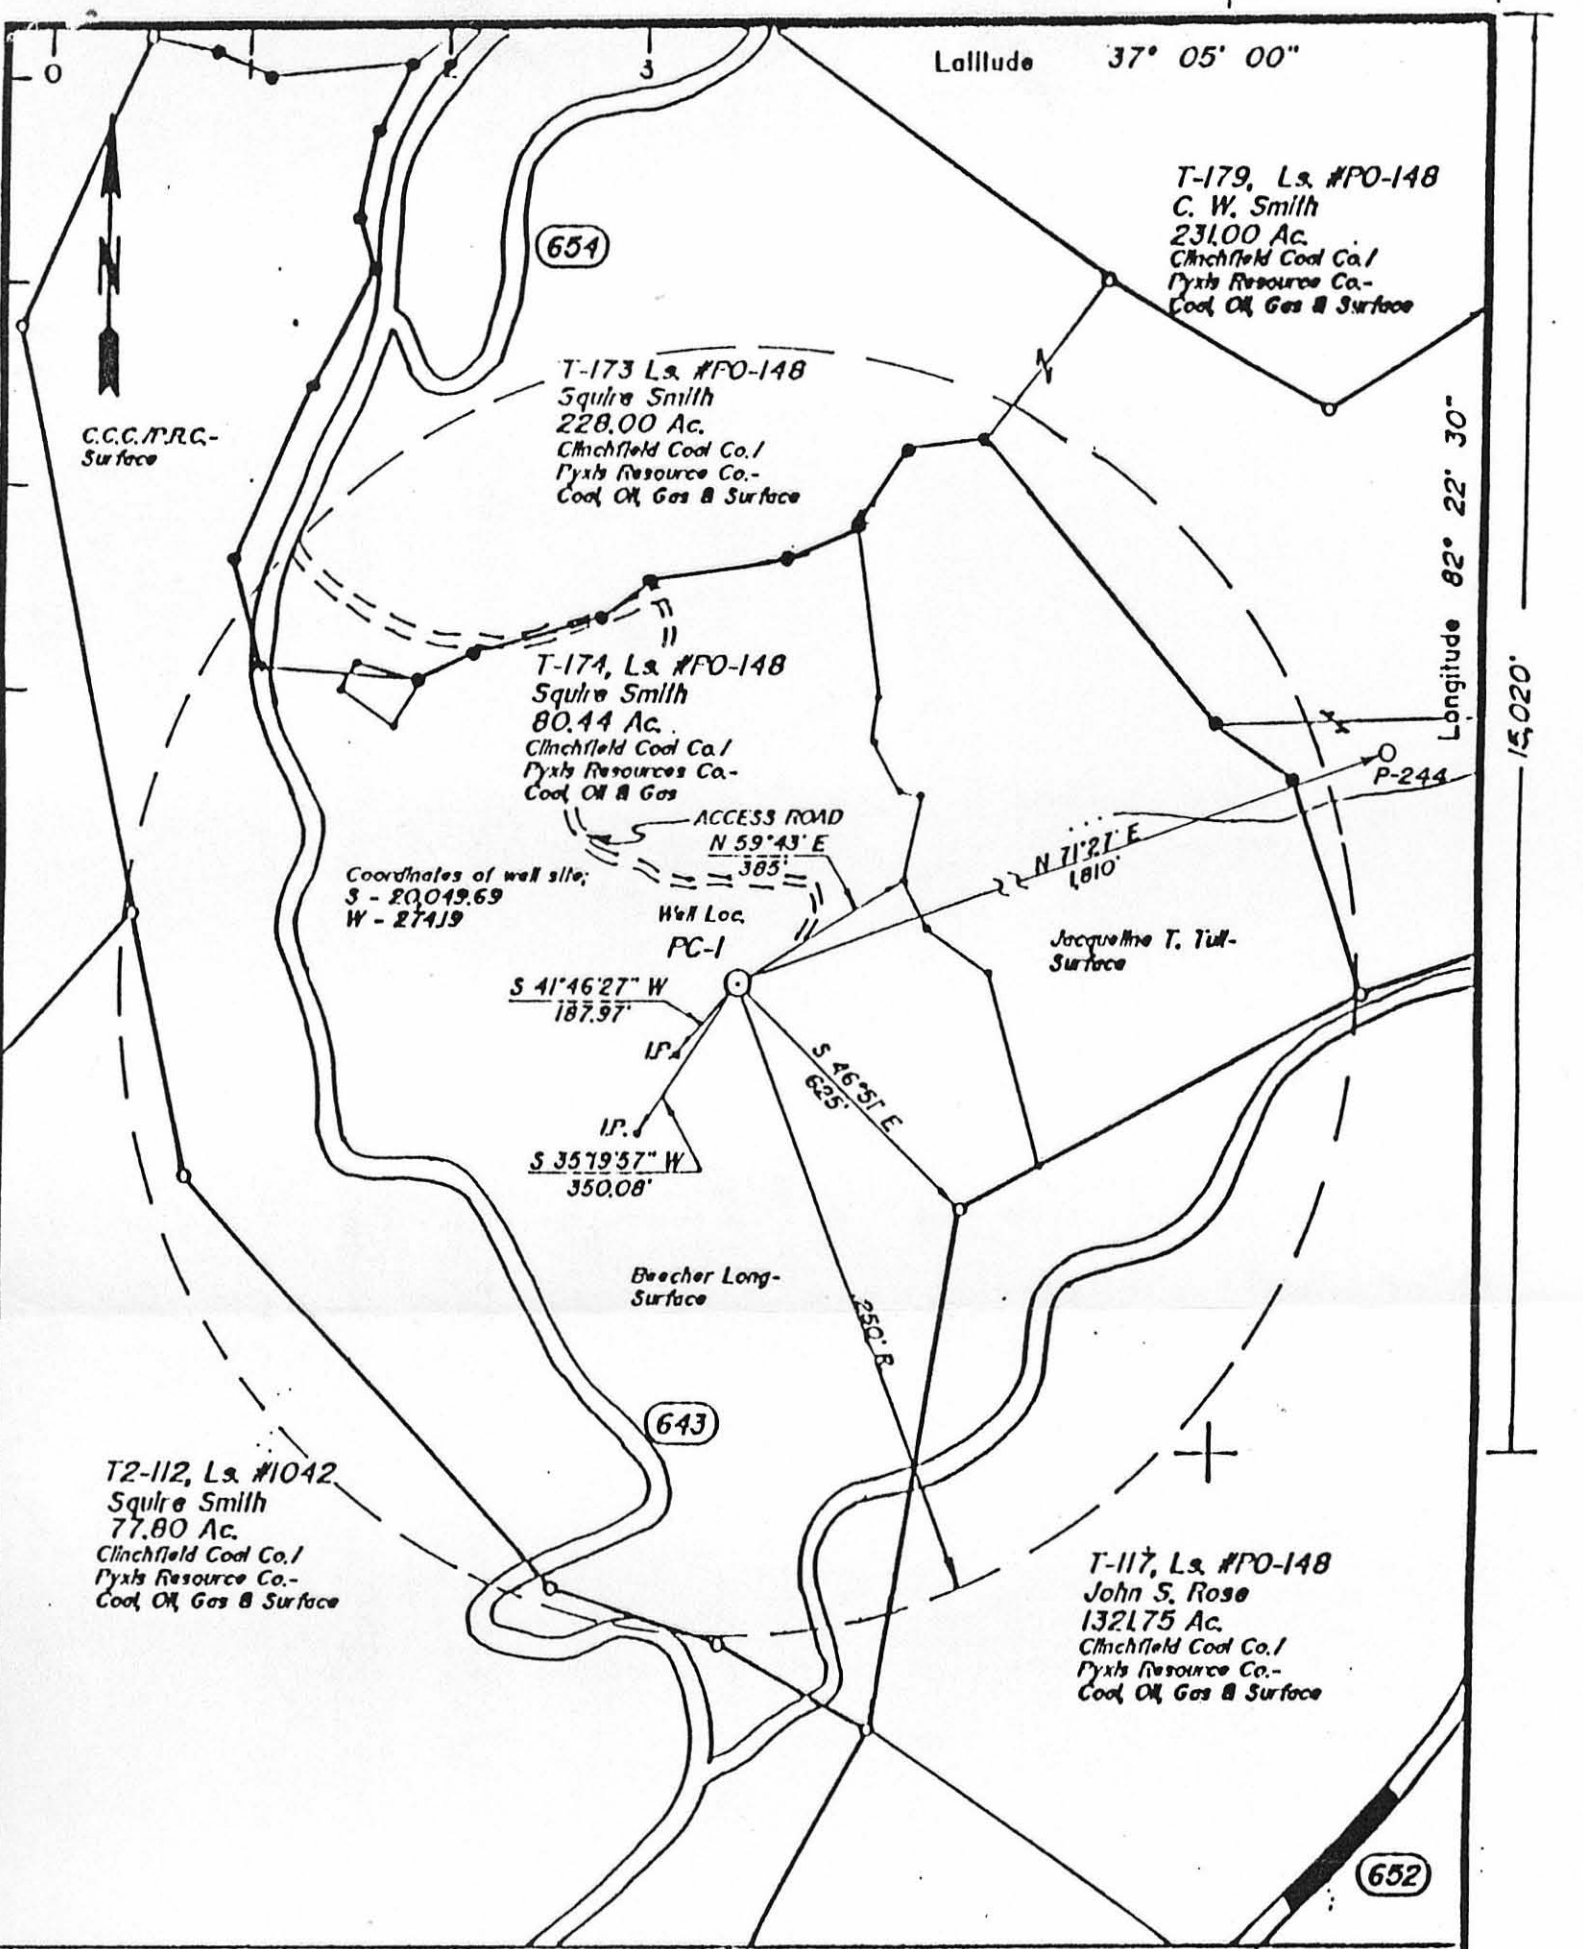 0
3
Latitude 37° 05' 00"
T-179, Ls. #PO-148
C. W. Smith
231.00 Ac.
Clinchfield Coal Co./
Pyxis Resource Co.-
Coal, Oil, Gas & Surface
654
N
C.C.C./P.R.C.-
Surface
T-173 Ls. #PO-148
Squire Smith
228.00 Ac.
Clinchfield Coal Co./
Pyxis Resource Co.-
Coal, Oil, Gas & Surface
Longitude 82° 22' 30"
15,020'
T-174, Ls. #PO-148
Squire Smith
80.44 Ac.
Clinchfield Coal Co./
Pyxis Resources Co.-
Coal, Oil & Gas
P-244
ACCESS ROAD
N 59°43' E
385'
N 71°27' E
1,810'
Coordinates of well site;
S - 20,049.69
W - 274.19
Well Loc.
PC-1
Jacqueline T. Tull-
Surface
S 41°46'27" W
187.97'
I.P.
S 46°51' E
625'
I.P.
S 35°19'57" W
350.08'
Beecher Long-
Surface
250' R.
643
T2-112, Ls. #1042
Squire Smith
77.80 Ac.
Clinchfield Coal Co./
Pyxis Resource Co.-
Coal, Oil, Gas & Surface
T-117, Ls. #PO-148
John S. Rose
1321.75 Ac.
Clinchfield Coal Co./
Pyxis Resource Co.-
Coal, Oil, Gas & Surface
652